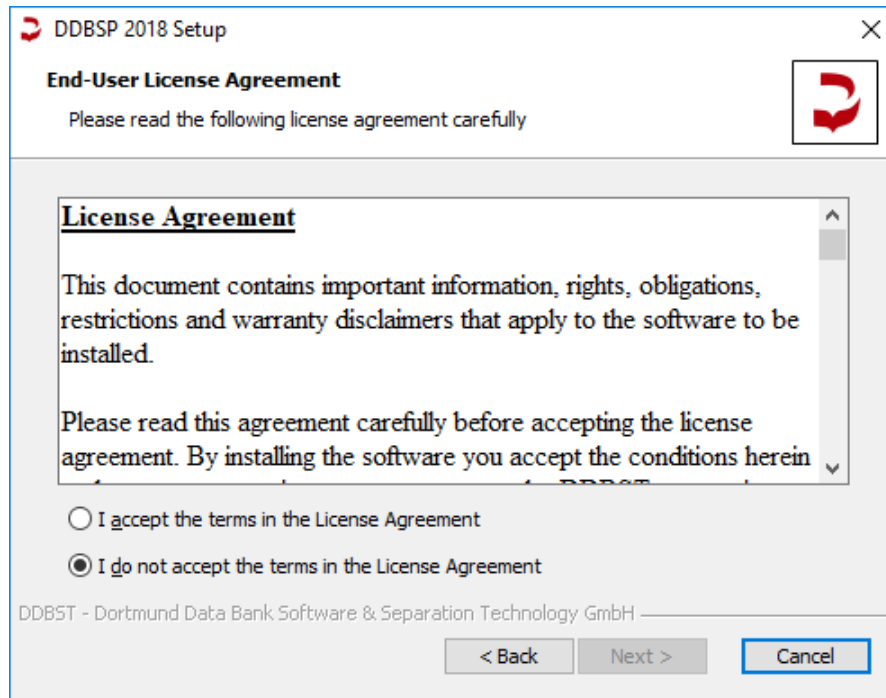 DDBSP 2018 Setup
End-User License Agreement
Please read the following license agreement carefully
License Agreement
This document contains important information, rights, obligations,
restrictions and warranty disclaimers that apply to the software to be
installed.
Please read this agreement carefully before accepting the license
agreement. By installing the software you accept the conditions herein
I accept the terms in the License Agreement
I do not accept the terms in the License Agreement
DDBST - Dortmund Data Bank Software & Separation Technology GmbH
< Back
Next >
Cancel